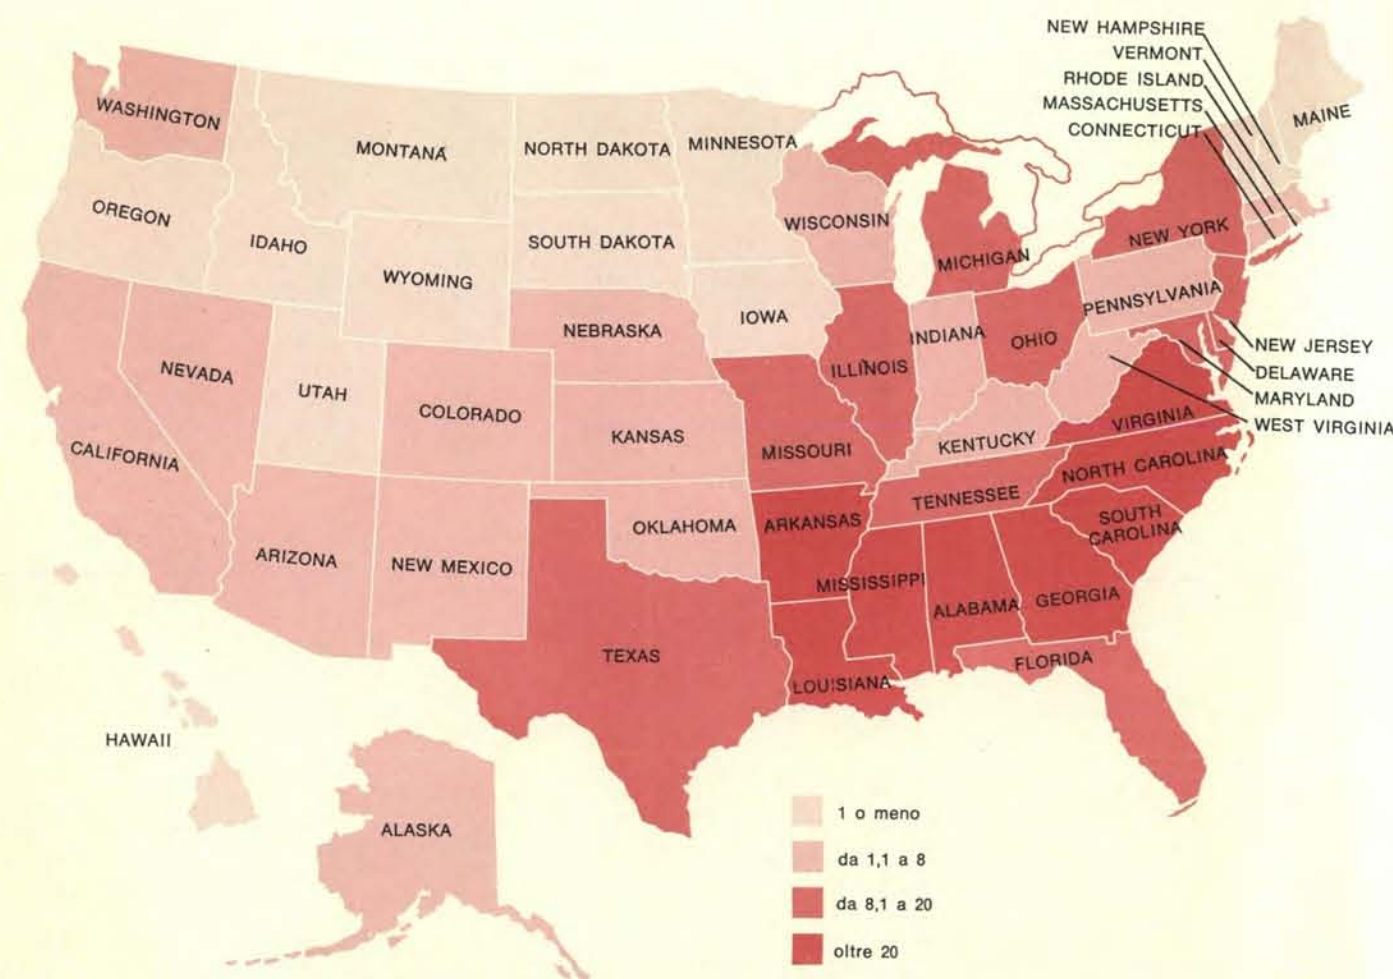 NEW HAMPSHIRE
VERMONT
RHODE ISLAND
MASSACHUSETTS
CONNECTICUT
MAINE
WASHINGTON
MONTANA
NORTH DAKOTA
MINNESOTA
OREGON
IDAHO
WYOMING
SOUTH DAKOTA
WISCONSIN
MICHIGAN
NEW YORK
IOWA
NEBRASKA
PENNSYLVANIA
INDIANA
OHIO
ILLINOIS
NEW JERSEY
DELAWARE
MARYLAND
WEST VIRGINIA
NEVADA
UTAH
COLORADO
KANSAS
MISSOURI
KENTUCKY
VIRGINIA
CALIFORNIA
NORTH CAROLINA
TENNESSEE
SOUTH
CAROLINA
ARIZONA
NEW MEXICO
OKLAHOMA
ARKANSAS
MISSISSIPPI
ALABAMA
GEORGIA
TEXAS
LOUISIANA
FLORIDA
HAWAII
ALASKA
1 o meno
da 1,1 a 8
da 8,1 a 20
oltre 20